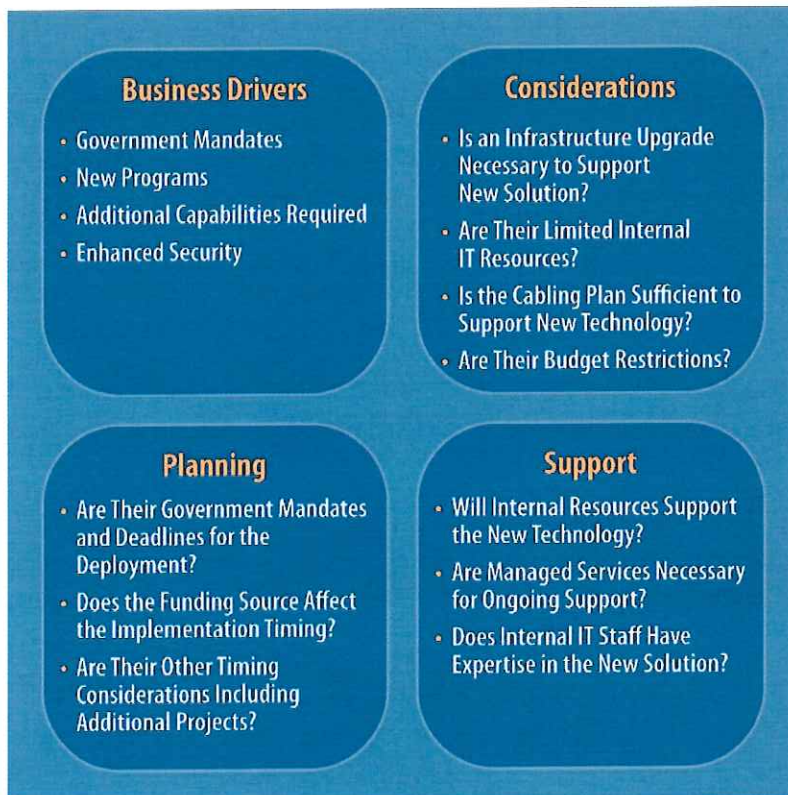 Business Drivers
• Government Mandates
• New Programs
• Additional Capabilities Required
• Enhanced Security
Considerations
• Is an Infrastructure Upgrade
Necessary to Support
New Solution?
• Are Their Limited Internal
IT Resources?
• Is the Cabling Plan Sufficient to
Support New Technology?
• Are Their Budget Restrictions?
Planning
• Are Their Government Mandates
and Deadlines for the
Deployment?
• Does the Funding Source Affect
the Implementation Timing?
• Are Their Other Timing
Considerations Including
Additional Projects?
Support
• Will Internal Resources Support
the New Technology?
• Are Managed Services Necessary
for Ongoing Support?
• Does Internal IT Staff Have
Expertise in the New Solution?